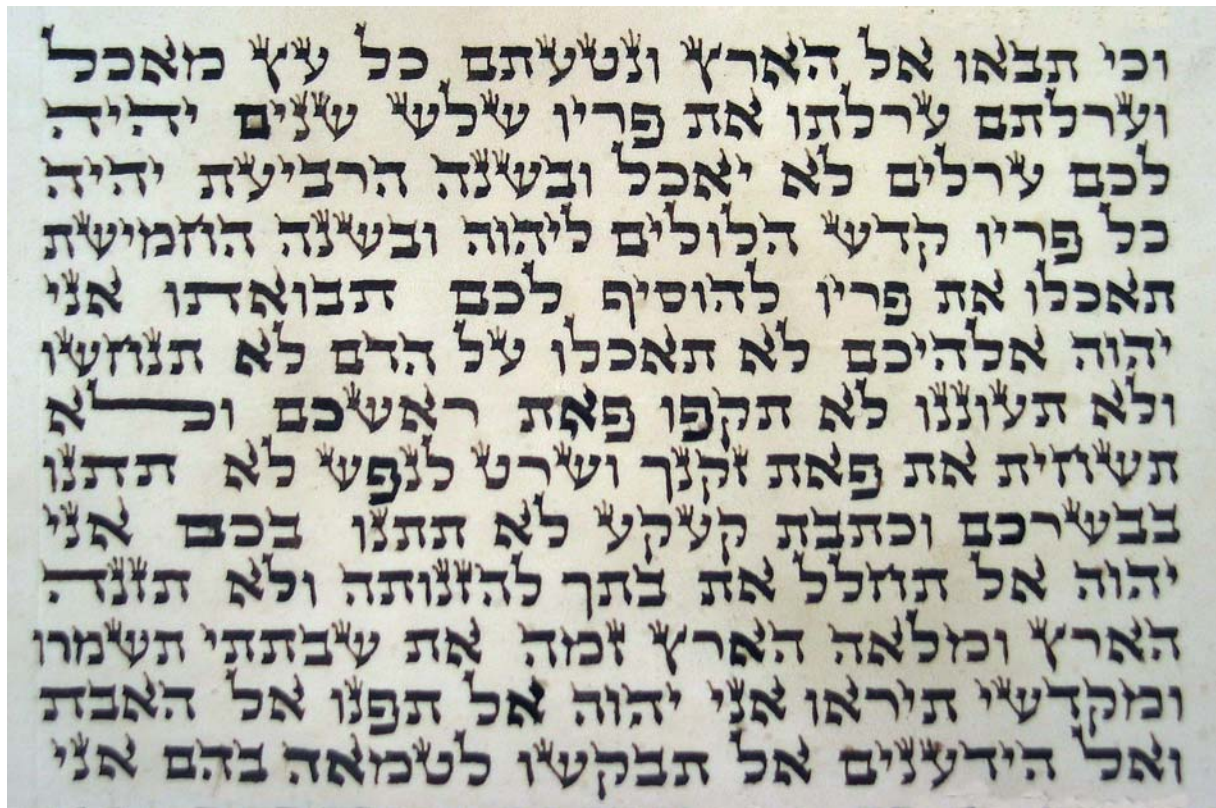 וכי תבאו אל הארץ ונטעתם כל עץ מאכל
וערלתם ערלתו את פריו שלש שנים יהיה
לכם ערלים לא יאכל ובשנה הרביעת יהיה
כל פריו קדש הלולים ליהוה ובשנה החמישת
תאכלו את פריו להוסיף לכם תבואתו אני
יהוה אלהיכם לא תאכלו על הדם לא תנחשו
ולא תעוננו לא תקפו פאת ראשכם ולא
תשחית את פאת זקנך ושרט לנפש לא תתנו
בבשרכם וכתבת קעקע לא תתנו בכם אני
יהוה אל תחלל את בתך להזנותה ולא תזנה
הארץ ומלאה הארץ זמה את שבתתי תשמרו
ומקדשי תיראו אני יהוה אל תפנו אל האבת
ואל הידענים אל תבקשו לטמאה בהם אני